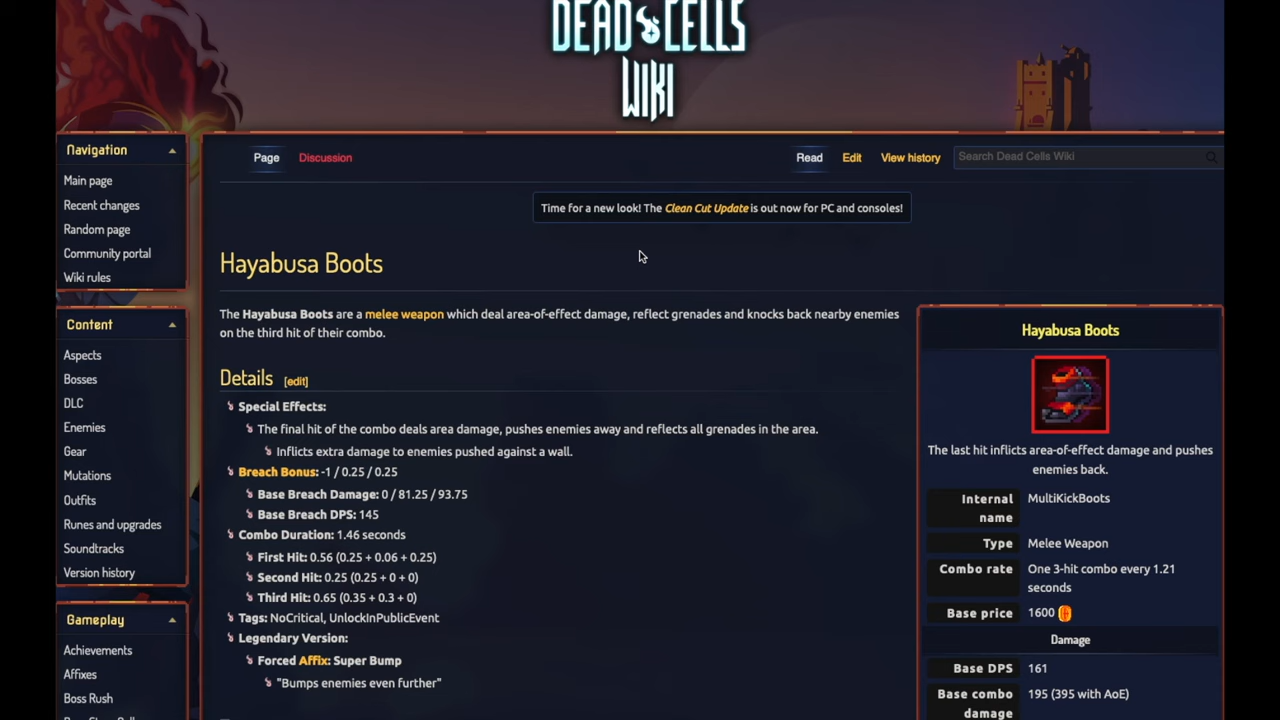 DEAD CELLS
WIKI
Navigation
Main page
Recent changes
Random page
Community portal
Wiki rules
Content
Aspects
Bosses
DLC
Enemies
Gear
Mutations
Outfits
Runes and upgrades
Soundtracks
Version history
Gameplay
Achievements
Affixes
Boss Rush
Page Discussion
Read Edit View history Search Dead Cells Wiki
Time for a new look! The Clean Cut Update is out now for PC and consoles!
Hayabusa Boots
The Hayabusa Boots are a melee weapon which deal area-of-effect damage, reflect grenades and knocks back nearby enemies
on the third hit of their combo.
Details [edit]
Special Effects:
The final hit of the combo deals area damage, pushes enemies away and reflects all grenades in the area.
Inflicts extra damage to enemies pushed against a wall.
Breach Bonus: -1 / 0.25 / 0.25
Base Breach Damage: 0 / 81.25 / 93.75
Base Breach DPS: 145
Combo Duration: 1.46 seconds
First Hit: 0.56 (0.25 + 0.06 + 0.25)
Second Hit: 0.25 (0.25 + 0 + 0)
Third Hit: 0.65 (0.35 + 0.3 + 0)
Tags: NoCritical, UnlockInPublicEvent
Legendary Version:
Forced Affix: Super Bump
"Bumps enemies even further"
Hayabusa Boots
The last hit inflicts area-of-effect damage and pushes
enemies back.
Internal name MultiKickBoots
Type Melee Weapon
Combo rate One 3-hit combo every 1.21
seconds
Base price 1600
Damage
Base DPS 161
Base combo damage 195 (395 with AoE)